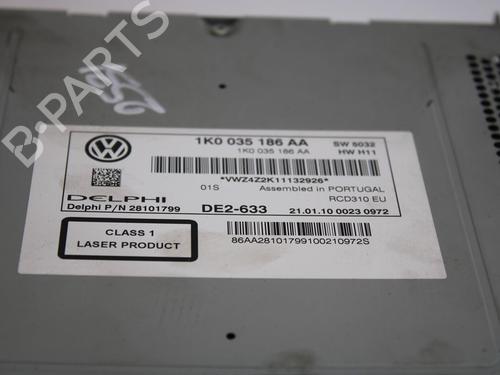 B-PARTS
1K0 035 186 AA
SW 5032
1K0 035 186 AA
HW H11
*VWZ4Z2K11132926*
01S
Assembled in PORTUGAL
DELPHI
RCD310 EU
Delphi P/N 28101799
DE2-633
21.01.10 0023 0972
CLASS 1
LASER PRODUCT
86AA28101799100210972S